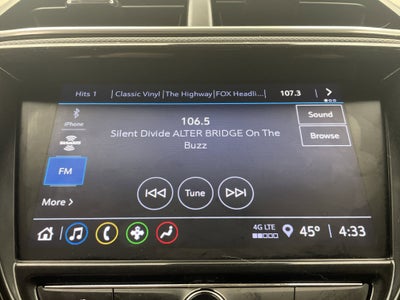 Hits 1 Classic Vinyl The Highway FOX Headli... 107.3
iPhone
106.5
Sound
Silent Divide ALTER BRIDGE On The
Buzz
Browse
SiriusXM
FM
Tune
More >
4G LTE
45° 4:33